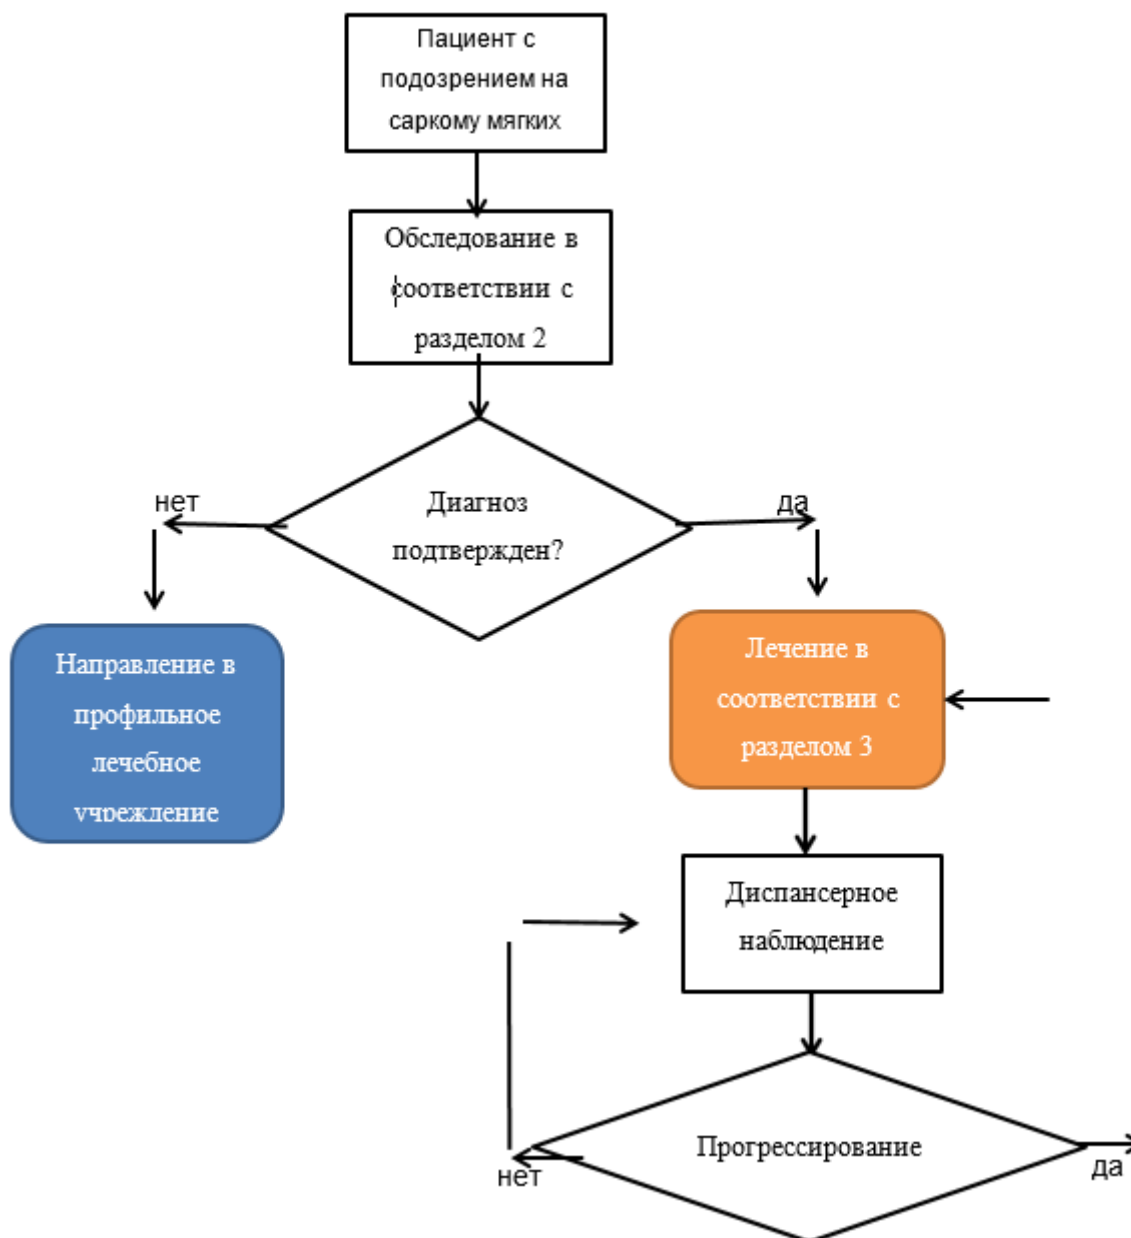 Пациент с
подозрением на
саркому мягких
Обследование в
соответствии с
разделом 2
Диагноз
подтвержден?
нет
да
Направление в
профильное
лечебное
учреждение
Лечение в
соответствии с
разделом 3
Диспансерное
наблюдение
Прогрессирование
нет
да